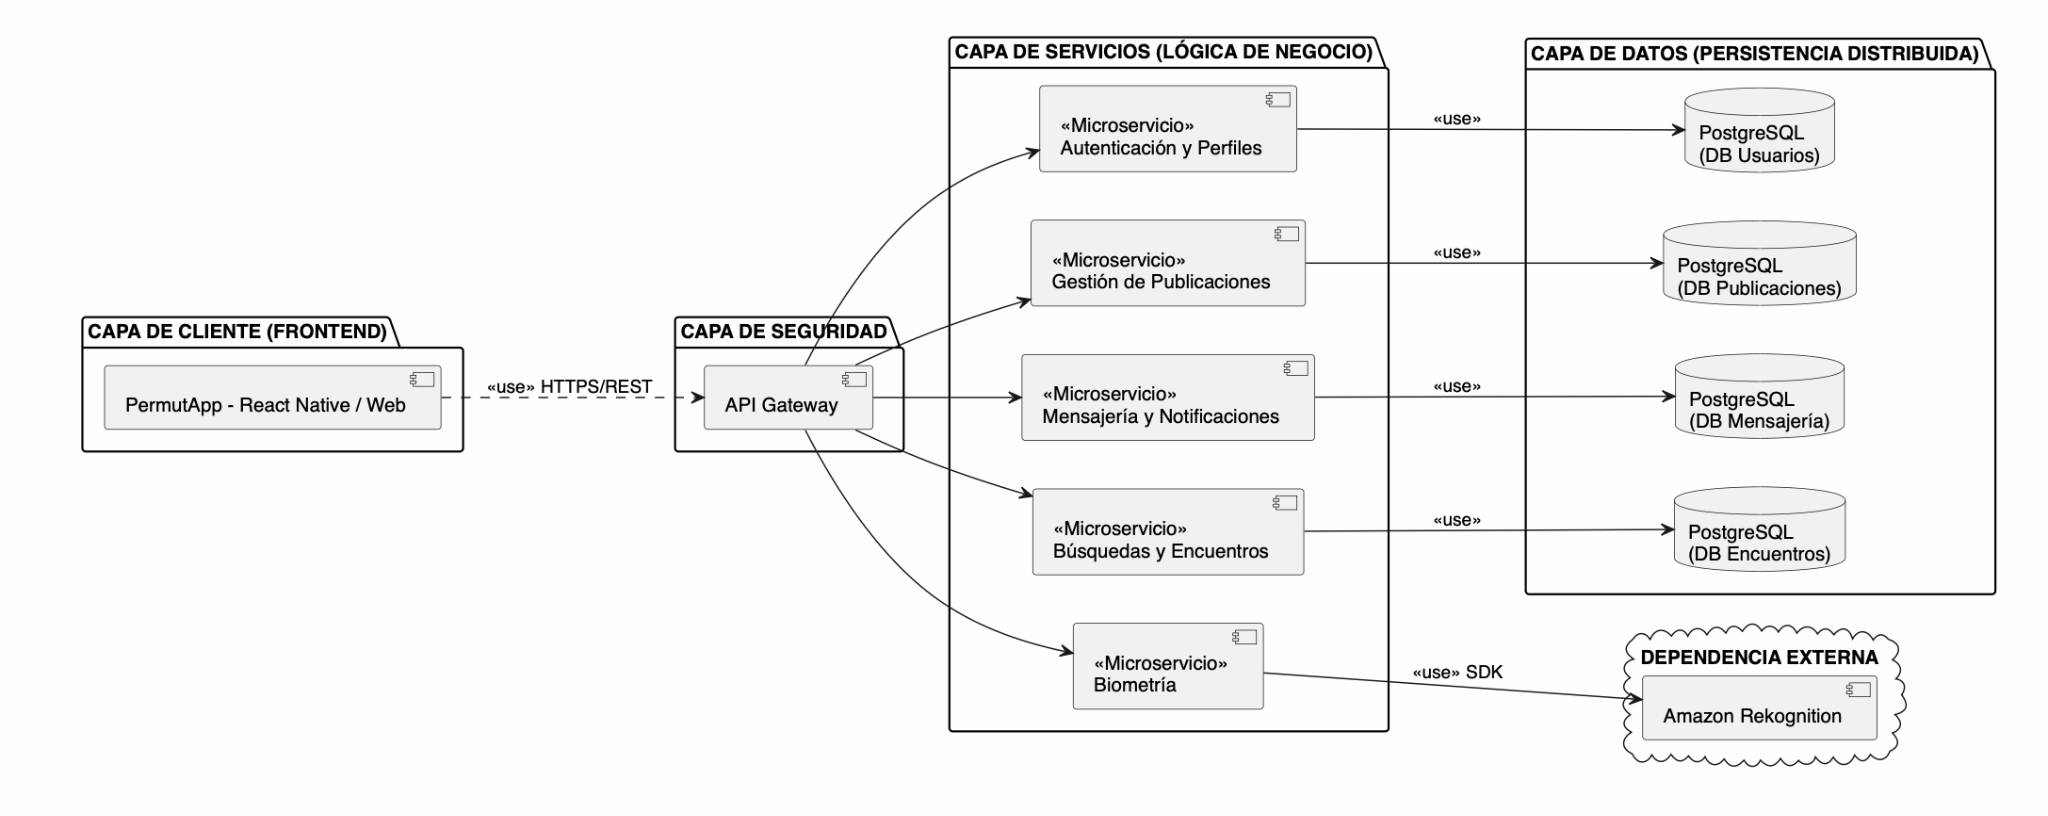 CAPA DE CLIENTE (FRONTEND)
PermutApp - React Native / Web
«use» HTTPS/REST
CAPA DE SEGURIDAD
API Gateway
CAPA DE SERVICIOS (LÓGICA DE NEGOCIO)
«Microservicio»
Autenticación y Perfiles
«Microservicio»
Gestión de Publicaciones
«Microservicio»
Mensajería y Notificaciones
«Microservicio»
Búsquedas y Encuentros
«Microservicio»
Biometría
«use»
«use»
«use»
«use»
«use» SDK
CAPA DE DATOS (PERSISTENCIA DISTRIBUIDA)
PostgreSQL
(DB Usuarios)
PostgreSQL
(DB Publicaciones)
PostgreSQL
(DB Mensajería)
PostgreSQL
(DB Encuentros)
DEPENDENCIA EXTERNA
Amazon Rekognition